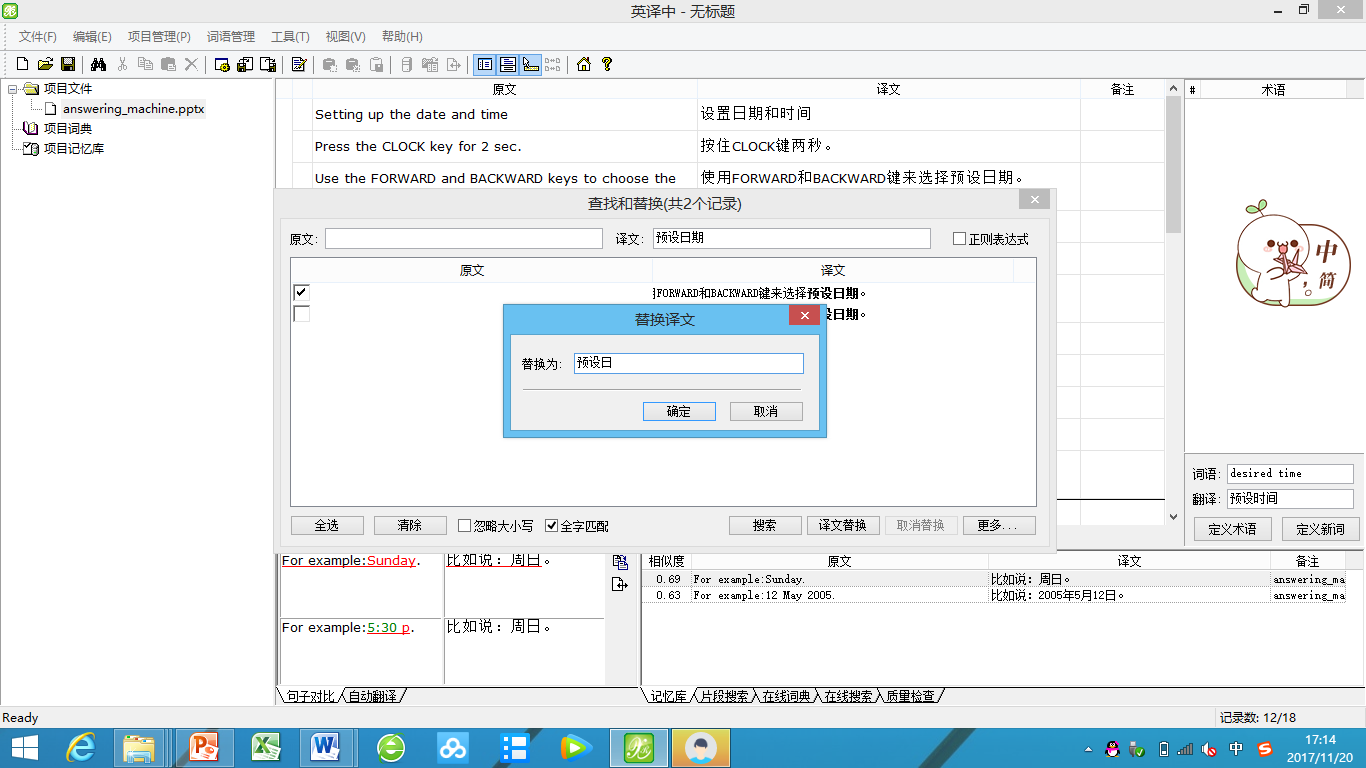 英译中 - 无标题
文件(F) 编辑(E) 项目管理(P) 词语管理 工具(T) 视图(V) 帮助(H)
项目文件
answering_machine.pptx
项目词典
项目记忆库
原文 译文 备注
Setting up the date and time 设置日期和时间
Press the CLOCK key for 2 sec. 按住CLOCK键两秒。
Use the FORWARD and BACKWARD keys to choose the 使用FORWARD和BACKWARD键来选择预设日期。
# 术语
中
简
查找和替换(共2个记录)
原文: 译文: 预设日期 正则表达式
原文 译文
FORWARD和BACKWARD键来选择预设日期。
设日期。
替换译文
替换为: 预设日
确定 取消
全选 清除 忽略大小写 全字匹配 搜索 译文替换 取消替换 更多...
词语: desired time
翻译: 预设时间
定义术语 定义新词
For example:Sunday. 比如说：周日。
For example:5:30 p. 比如说：周日。
相似度 原文 译文 备注
0.69 For example:Sunday. 比如说：周日。 answering_ma
0.63 For example:12 May 2005. 比如说：2005年5月12日。 answering_ma
句子对比 自动翻译 记忆库 片段搜索 在线词典 在线搜索 质量检查
Ready 记录数: 12/18
中 17:14
2017/11/20